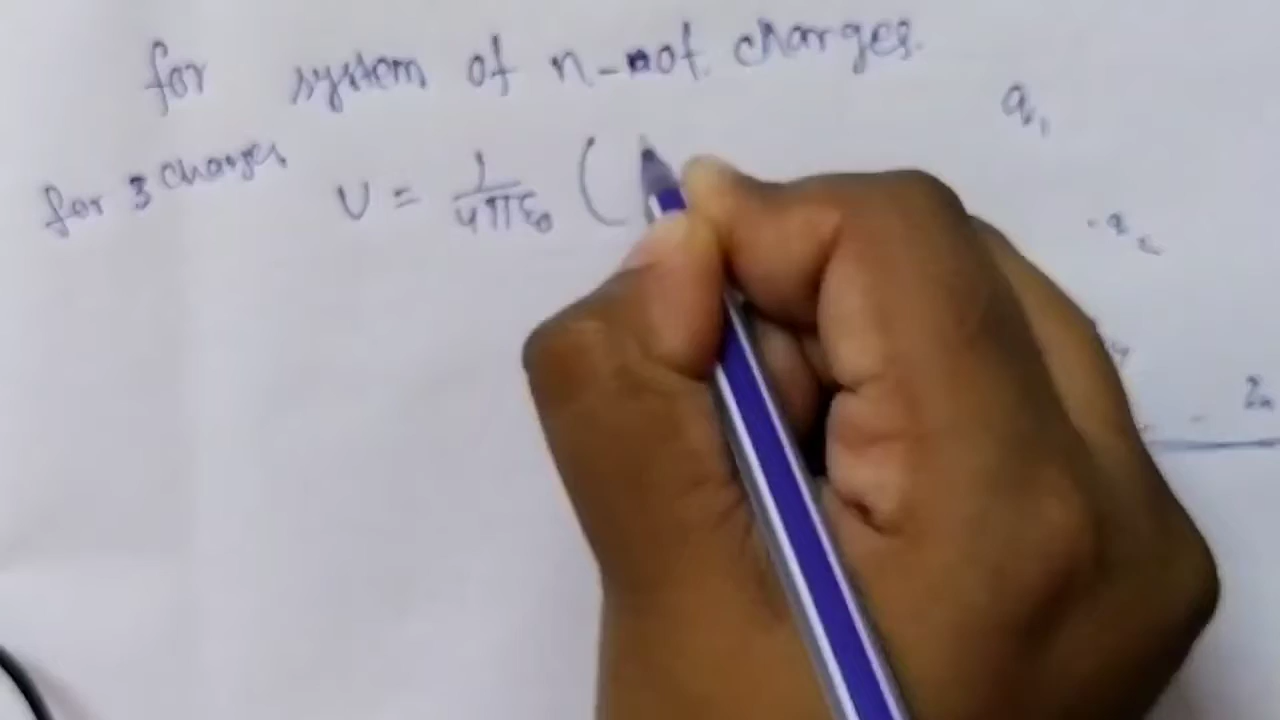 for system of n-not charges.
q₁
for 3 charges U = 1/4πε₀ (